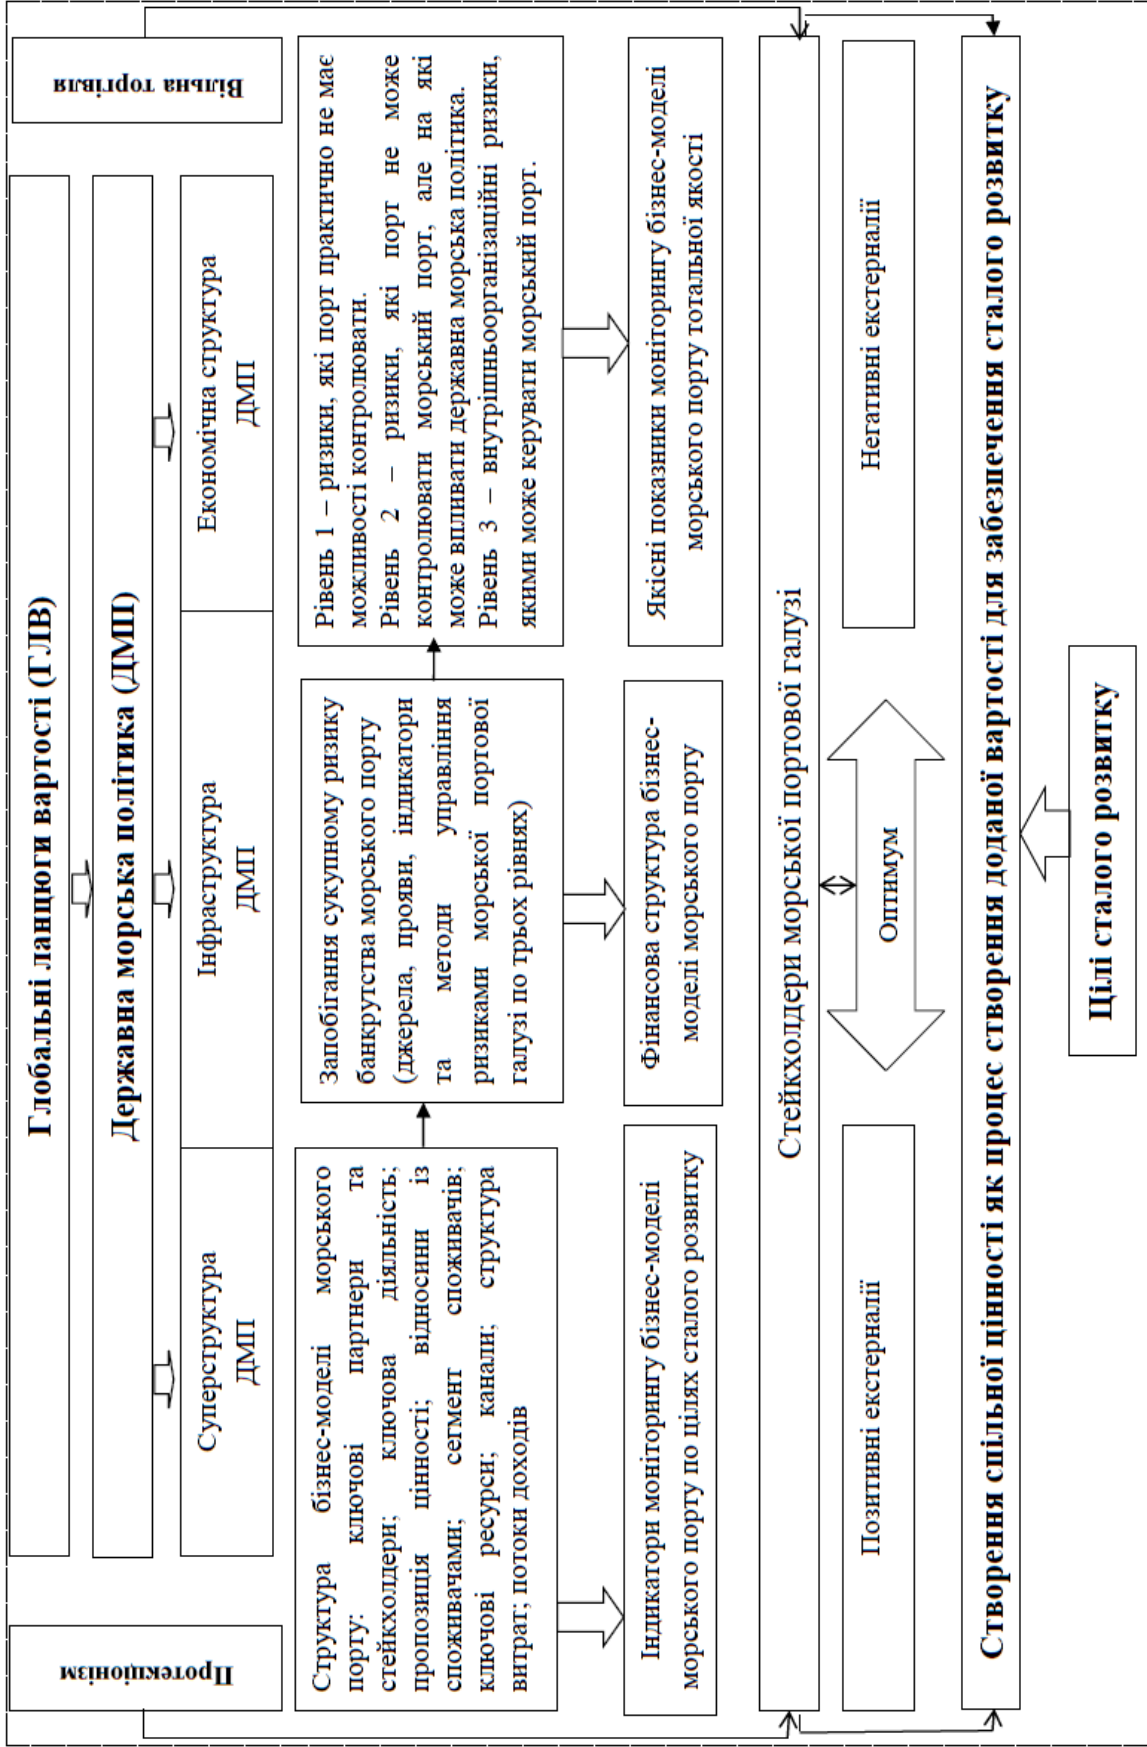 Глобальні ланцюги вартості (ГЛВ)
Державна морська політика (ДМП)
Протекціонізм
Суперструктура
ДМП
Інфраструктура
ДМП
Економічна структура
ДМП
Вільна торгівля
Структура бізнес-моделі морського
порту: ключові партнери та
стейкхолдери; ключова діяльність;
пропозиція цінності; відносини із
споживачами; сегмент споживачів;
ключові ресурси; канали; структура
витрат; потоки доходів
Запобігання сукупному ризику
банкрутства морського порту
(джерела, прояви, індикатори
та методи управління
ризиками морської портової
галузі по трьох рівнях)
Рівень 1 – ризики, які порт практично не має
можливості контролювати.
Рівень 2 – ризики, які порт не може
контролювати морський порт, але на які
може впливати державна морська політика.
Рівень 3 – внутрішньоорганізаційні ризики,
якими може керувати морський порт.
Індикатори моніторингу бізнес-моделі
морського порту по цілях сталого розвитку
Фінансова структура бізнес-
моделі морського порту
Якісні показники моніторингу бізнес-моделі
морського порту тотальної якості
Стейкхолдери морської портової галузі
Позитивні екстерналії
Оптимум
Негативні екстерналії
Створення спільної цінності як процес створення доданої вартості для забезпечення сталого розвитку
Цілі сталого розвитку